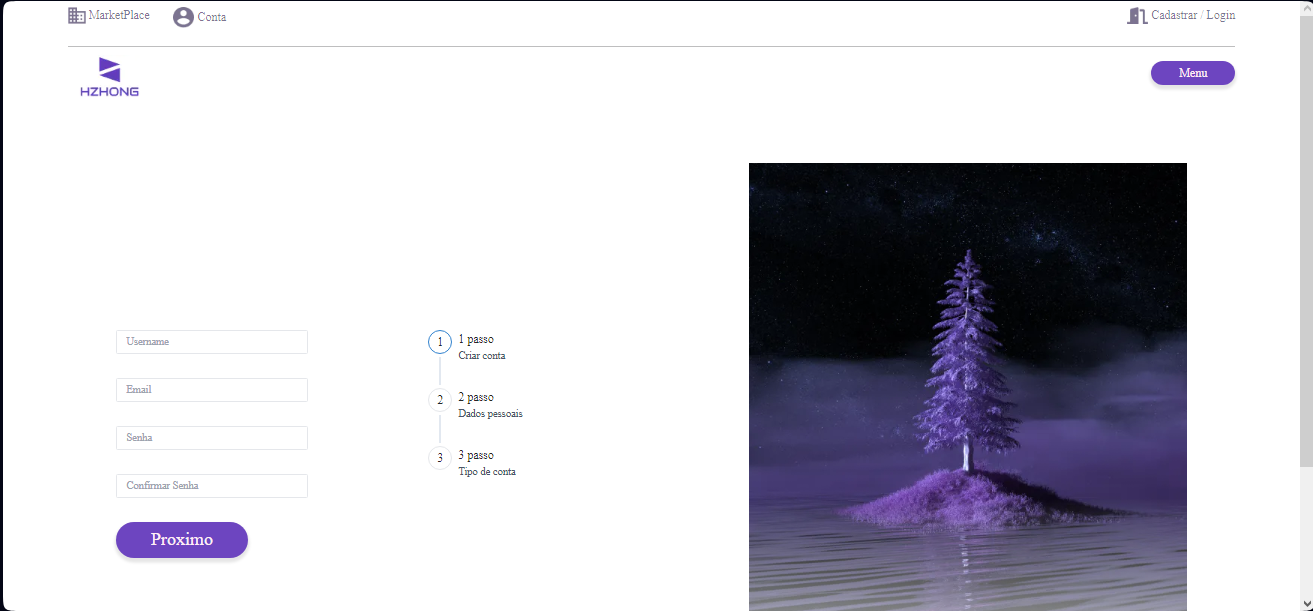 MarketPlace
Conta
Cadastrar / Login
HZHONG
Menu
Username
Email
Senha
Confirmar Senha
Proximo
1
1 passo
Criar conta
2
2 passo
Dados pessoais
3
3 passo
Tipo de conta